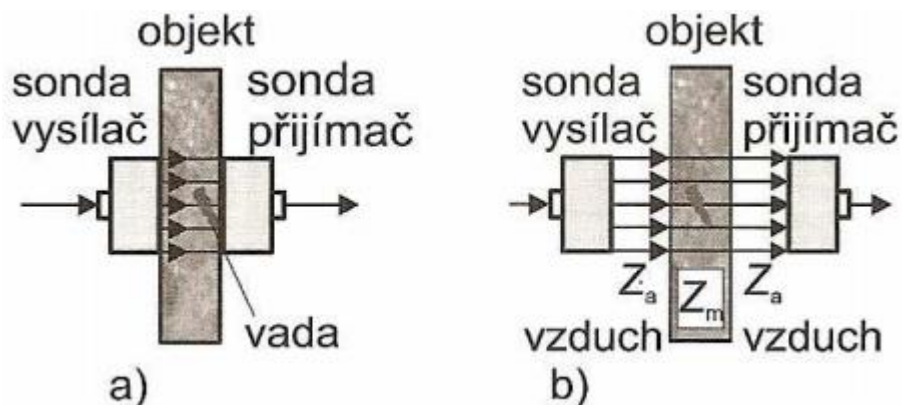 objekt
sonda
vysílač
sonda
přijímač
vada
a)
objekt
sonda
vysílač
sonda
přijímač
Za
Zm
Za
vzduch
vzduch
b)